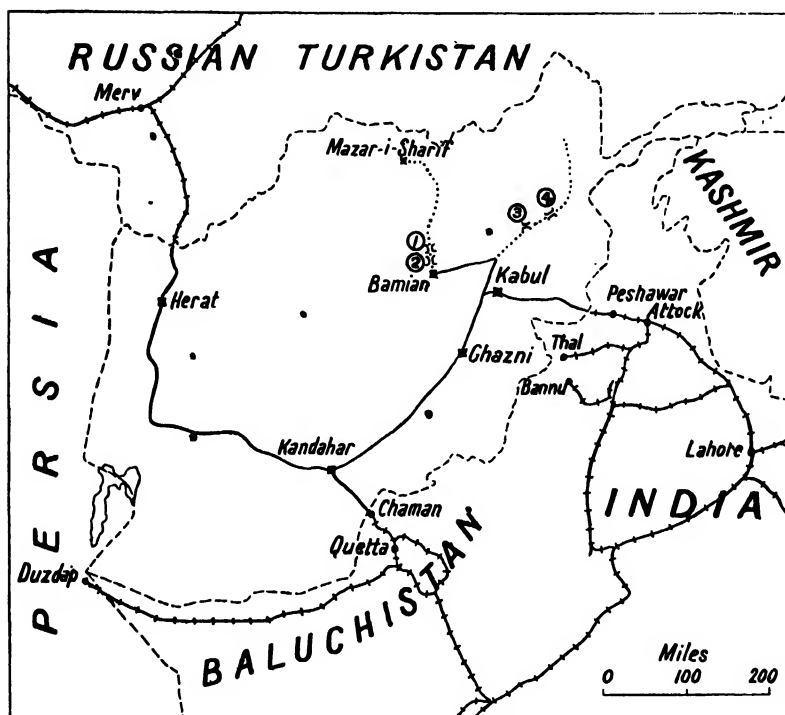 RUSSIAN TURKISTAN
Merv
Mazar-i-Sharif
KASHMIR
③ ④
①
②
Bamian
Kabul
Herat
Peshawar
Attock
PERSIA
Thal
Ghazni
Bannu
Kandahar
Lahore
Chaman
INDIA
Quetta
Duzdap
BALUCHISTAN
Miles
0 100 200